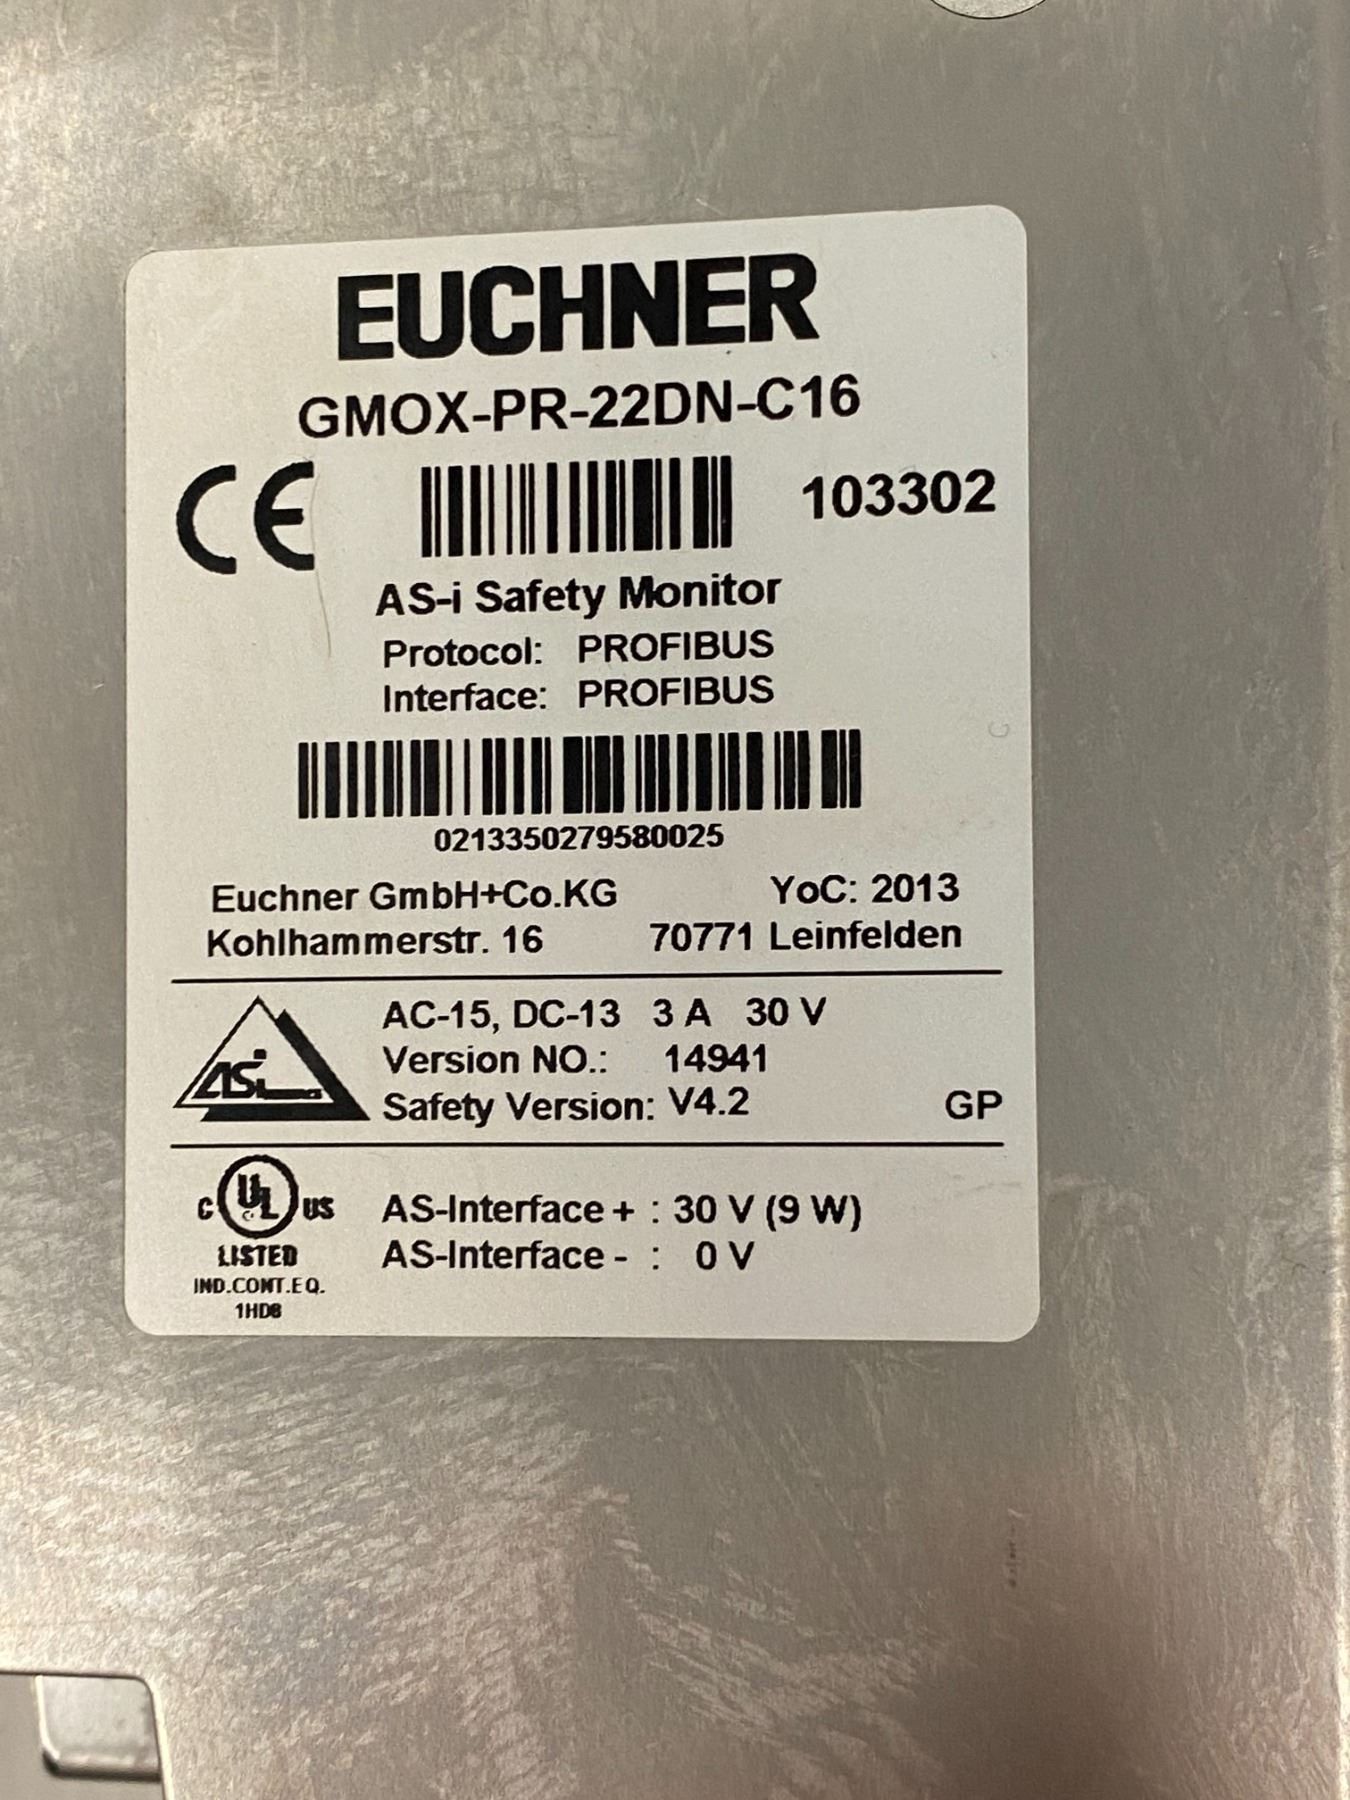 EUCHNER
GMOX-PR-22DN-C16
CE
103302
AS-i Safety Monitor
Protocol: PROFIBUS
Interface: PROFIBUS
0213350279580025
Euchner GmbH+Co.KG YoC: 2013
Kohlhammerstr. 16 70771 Leinfelden
ASi
AC-15, DC-13 3 A 30 V
Version NO.: 14941
Safety Version: V4.2 GP
C UL US
LISTED
IND.CONT.EQ.
1HD8
AS-Interface + : 30 V (9 W)
AS-Interface - : 0 V